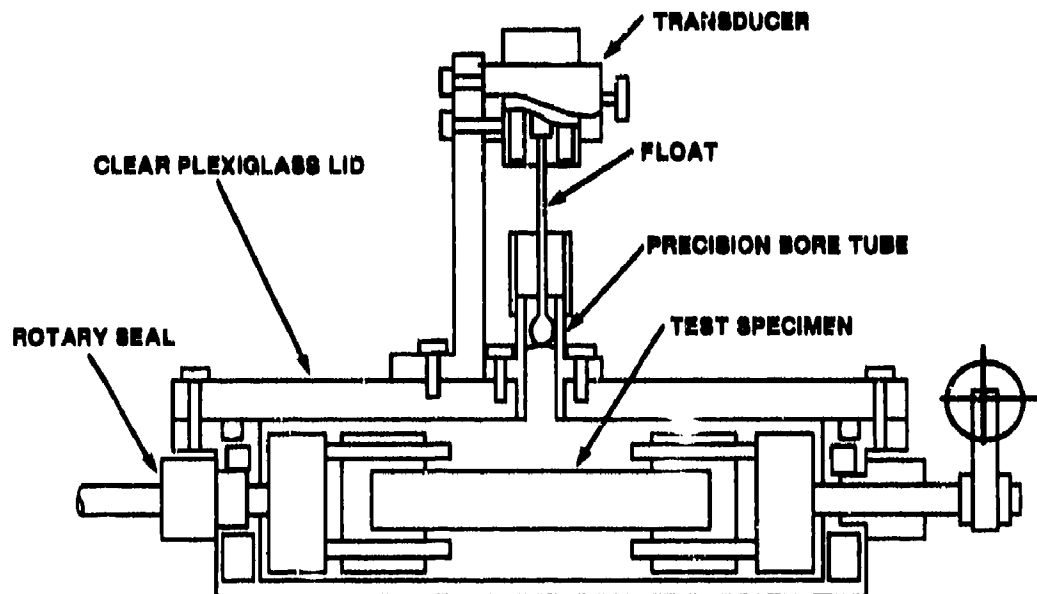 TRANSDUCER
FLOAT
CLEAR PLEXIGLASS LID
PRECISION BORE TUBE
TEST SPECIMEN
ROTARY SEAL